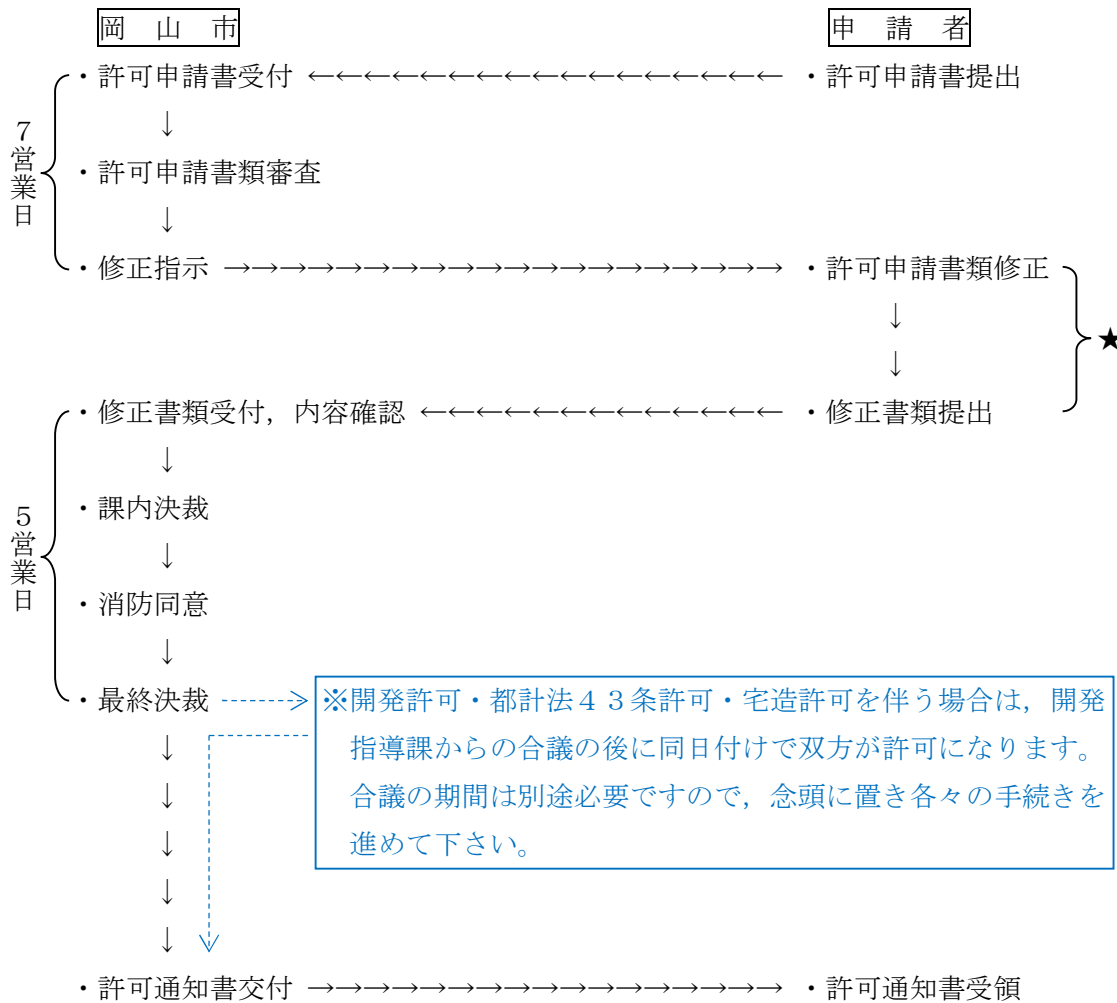 岡 山 市　申 請 者
・許可申請書受付 ←←←←←←←←←←←←←←←←← ・許可申請書提出
↓
7営業日
・許可申請書類審査
↓
・修正指示 →→→→→→→→→→→→→→→→→→→→ ・許可申請書類修正
↓
★
↓
・修正書類受付，内容確認 ←←←←←←←←←←←←← ・修正書類提出
↓
・課内決裁
5営業日
↓
・消防同意
↓
・最終決裁
※開発許可・都計法４３条許可・宅造許可を伴う場合は，開発
指導課からの合議の後に同日付けで双方が許可になります。
合議の期間は別途必要ですので，念頭に置き各々の手続きを
進めて下さい。
↓
↓
↓
↓
↓
・許可通知書交付 →→→→→→→→→→→→→→→→→ ・許可通知書受領